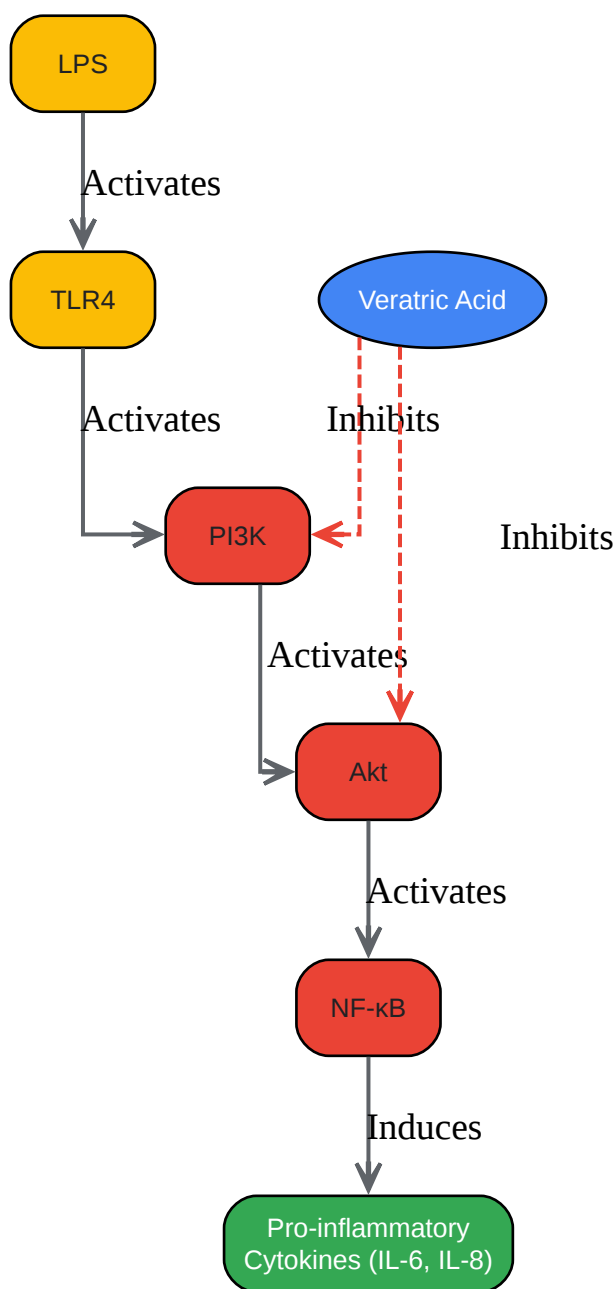 LPS
Activates
TLR4
Veratric Acid
Activates
Inhibits
PI3K
Inhibits
Activates
Akt
Activates
NF-κB
Induces
Pro-inflammatory
Cytokines (IL-6, IL-8)